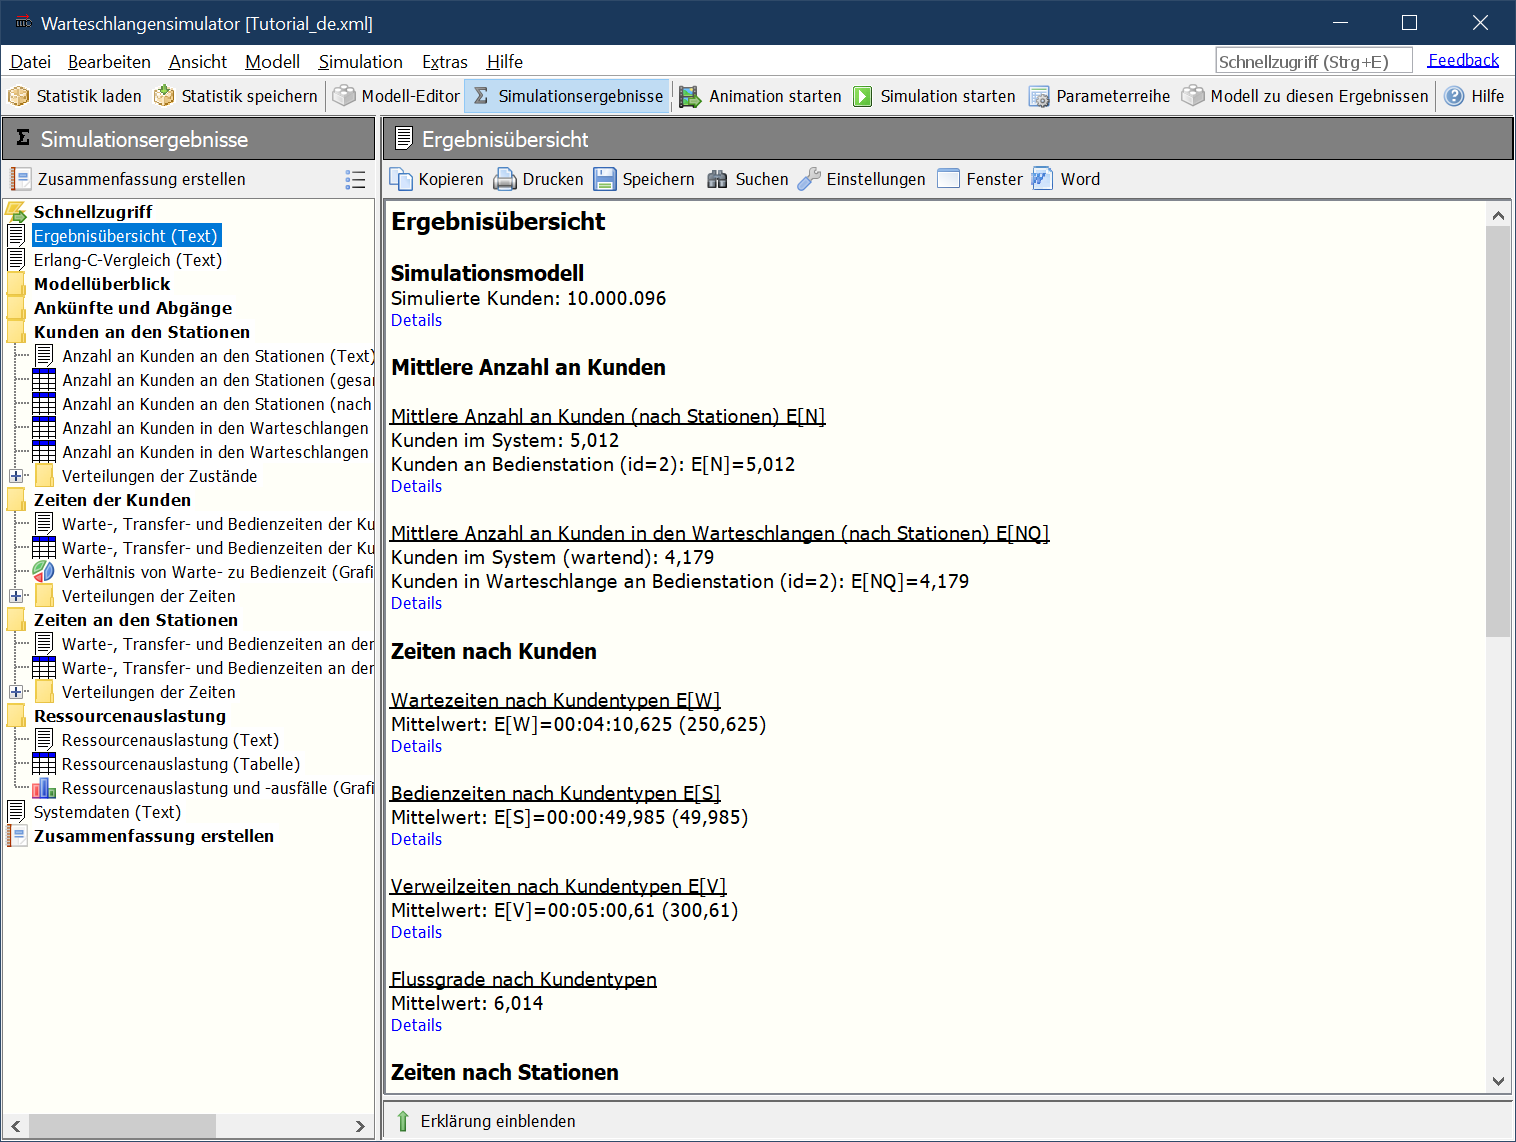 Warteschlangensimulator [Tutorial_de.xml]
Datei Bearbeiten Ansicht Modell Simulation Extras Hilfe Schnellzugriff (Strg+E) Feedback
Statistik laden Statistik speichern Modell-Editor Simulationsergebnisse Animation starten Simulation starten Parameterreihe Modell zu diesen Ergebnissen Hilfe
Simulationsergebnisse
Zusammenfassung erstellen
Schnellzugriff
Ergebnisübersicht (Text)
Erlang-C-Vergleich (Text)
Modellüberblick
Ankünfte und Abgänge
Kunden an den Stationen
Anzahl an Kunden an den Stationen (Text)
Anzahl an Kunden an den Stationen (gesar
Anzahl an Kunden an den Stationen (nach
Anzahl an Kunden in den Warteschlangen
Anzahl an Kunden in den Warteschlangen
Verteilungen der Zustände
Zeiten der Kunden
Warte-, Transfer- und Bedienzeiten der Ku
Warte-, Transfer- und Bedienzeiten der Ku
Verhältnis von Warte- zu Bedienzeit (Grafi
Verteilungen der Zeiten
Zeiten an den Stationen
Warte-, Transfer- und Bedienzeiten an der
Warte-, Transfer- und Bedienzeiten an der
Verteilungen der Zeiten
Ressourcenauslastung
Ressourcenauslastung (Text)
Ressourcenauslastung (Tabelle)
Ressourcenauslastung und -ausfälle (Grafi
Systemdaten (Text)
Zusammenfassung erstellen
Ergebnisübersicht
Kopieren Drucken Speichern Suchen Einstellungen Fenster Word
Ergebnisübersicht
Simulationsmodell
Simulierte Kunden: 10.000.096
Details
Mittlere Anzahl an Kunden
Mittlere Anzahl an Kunden (nach Stationen) E[N]
Kunden im System: 5,012
Kunden an Bedienstation (id=2): E[N]=5,012
Details
Mittlere Anzahl an Kunden in den Warteschlangen (nach Stationen) E[NQ]
Kunden im System (wartend): 4,179
Kunden in Warteschlange an Bedienstation (id=2): E[NQ]=4,179
Details
Zeiten nach Kunden
Wartezeiten nach Kundentypen E[W]
Mittelwert: E[W]=00:04:10,625 (250,625)
Details
Bedienzeiten nach Kundentypen E[S]
Mittelwert: E[S]=00:00:49,985 (49,985)
Details
Verweilzeiten nach Kundentypen E[V]
Mittelwert: E[V]=00:05:00,61 (300,61)
Details
Flussgrade nach Kundentypen
Mittelwert: 6,014
Details
Zeiten nach Stationen
Erklärung einblenden